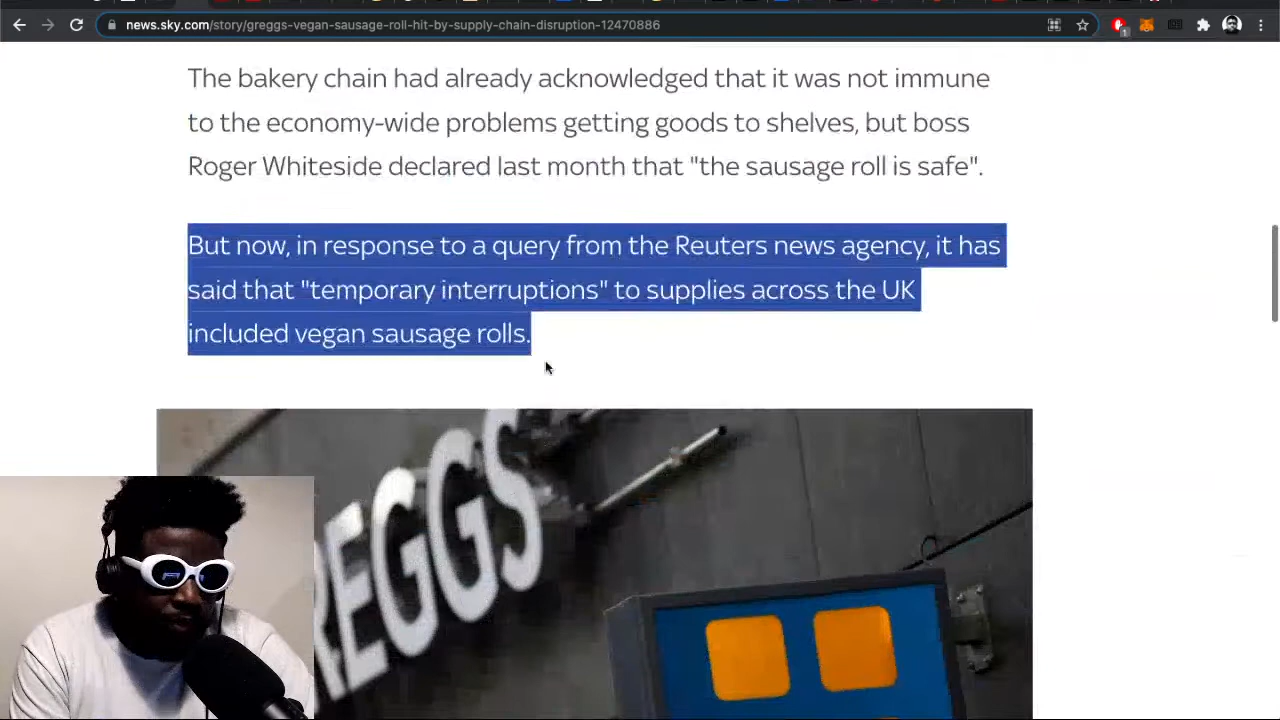 news.sky.com/story/greggs-vegan-sausage-roll-hit-by-supply-chain-disruption-12470886
1
The bakery chain had already acknowledged that it was not immune
to the economy-wide problems getting goods to shelves, but boss
Roger Whiteside declared last month that "the sausage roll is safe".
But now, in response to a query from the Reuters news agency, it has
said that "temporary interruptions" to supplies across the UK
included vegan sausage rolls.
REGGS